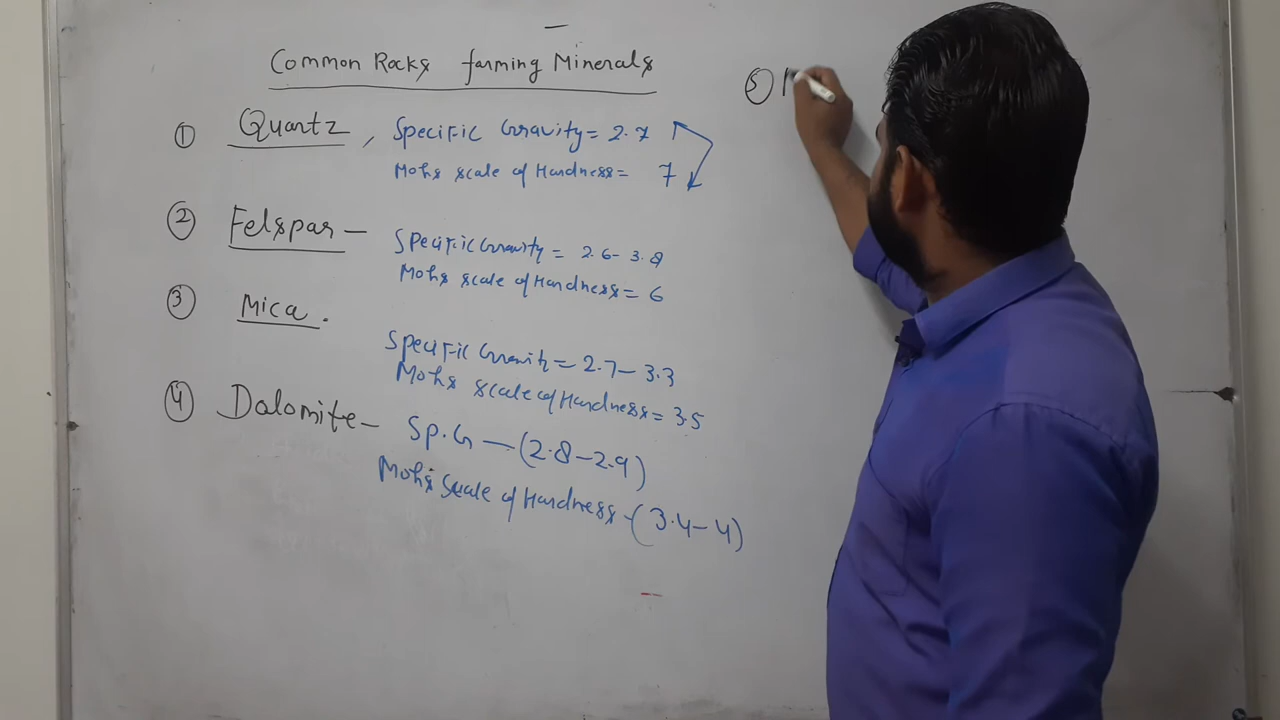 Common Rocks farming Minerals
① Quartz , Specific Gravity = 2.7
Mohs scale of Hardness = 7
② Felspar – Specific Gravity = 2.6 - 3.8
Mohs scale of Hardness = 6
③ Mica .
Specific Gravity = 2.7 – 3.3
Mohs scale of Hardness = 3.5
④ Dalomite – Sp.G – (2.8 – 2.9)
Mohs Scale of Hardness - (3.4 – 4)
⑤